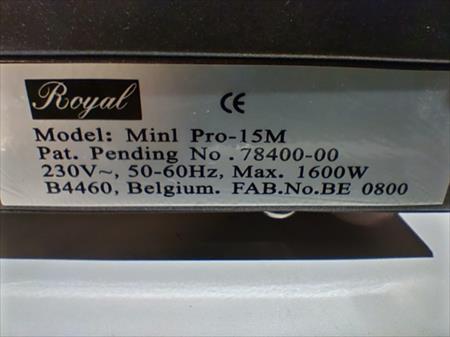 Royal
CE
Model: Minl Pro-15M
Pat. Pending No.78400-00
230V~, 50-60Hz, Max. 1600W
B4460, Belgium. FAB.No.BE 0800